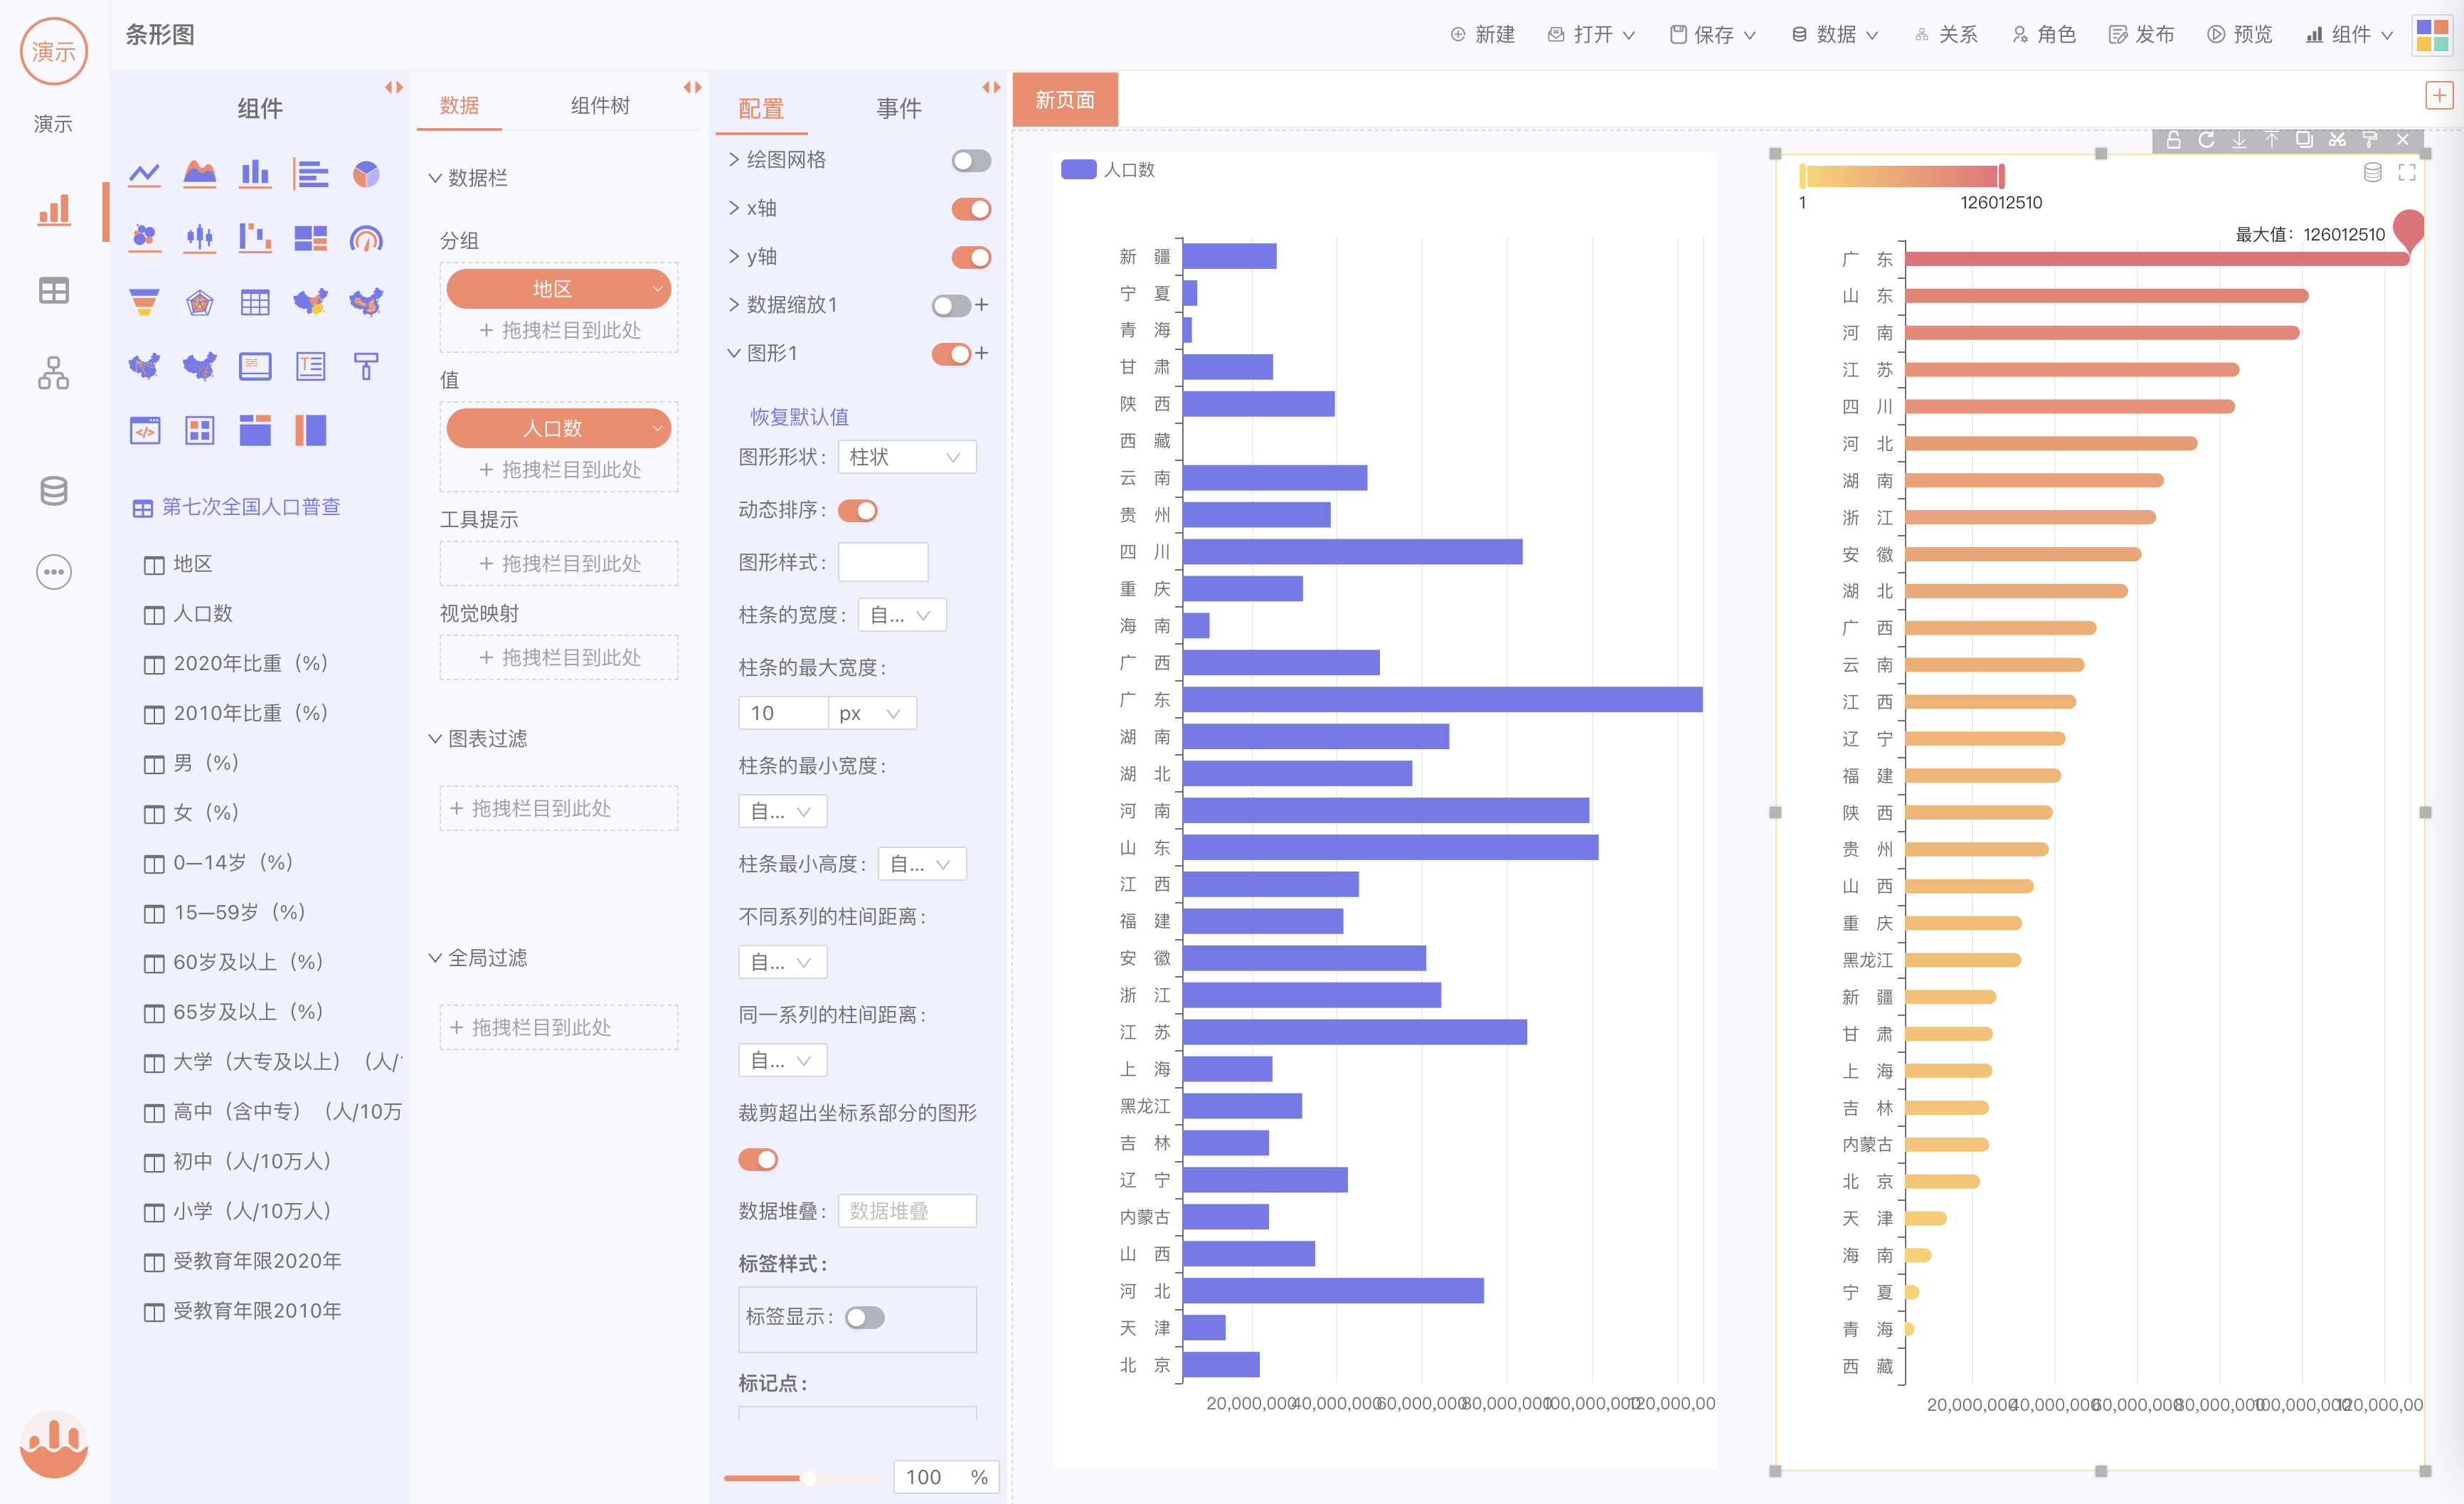 演示
演示
条形图
新建
打开
保存
数据
关系
角色
发布
预览
组件
组件
第七次全国人口普查
地区
人口数
2020年比重（%）
2010年比重（%）
男（%）
女（%）
0—14岁（%）
15—59岁（%）
60岁及以上（%）
65岁及以上（%）
大学（大专及以上）（人/
高中（含中专）（人/10万
初中（人/10万人）
小学（人/10万人）
受教育年限2020年
受教育年限2010年
数据
组件树
数据栏
分组
地区
+ 拖拽栏目到此处
值
人口数
+ 拖拽栏目到此处
工具提示
+ 拖拽栏目到此处
视觉映射
+ 拖拽栏目到此处
图表过滤
+ 拖拽栏目到此处
全局过滤
+ 拖拽栏目到此处
配置
事件
绘图网格
x轴
y轴
数据缩放1
图形1
恢复默认值
图形形状：
柱状
动态排序：
图形样式：
柱条的宽度：
自...
柱条的最大宽度：
10
px
柱条的最小宽度：
自...
柱条最小高度：
自...
不同系列的柱间距离：
自...
同一系列的柱间距离：
自...
裁剪超出坐标系部分的图形
数据堆叠：
数据堆叠
标签样式：
标签显示：
标记点：
100 %
新页面
人口数
新 疆
宁 夏
青 海
甘 肃
陕 西
西 藏
云 南
贵 州
四 川
重 庆
海 南
广 西
广 东
湖 南
湖 北
河 南
山 东
江 西
福 建
安 徽
浙 江
江 苏
上 海
黑龙江
吉 林
辽 宁
内蒙古
山 西
河 北
天 津
北 京
20,000,000
40,000,000
60,000,000
80,000,000
100,000,000
120,000,00
1
126012510
最大值：126012510
广 东
山 东
河 南
江 苏
四 川
河 北
湖 南
浙 江
安 徽
湖 北
广 西
云 南
江 西
辽 宁
福 建
陕 西
贵 州
山 西
重 庆
黑龙江
新 疆
甘 肃
上 海
吉 林
内蒙古
北 京
天 津
海 南
宁 夏
青 海
西 藏
20,000,000
40,000,000
60,000,000
80,000,000
100,000,000
120,000,00